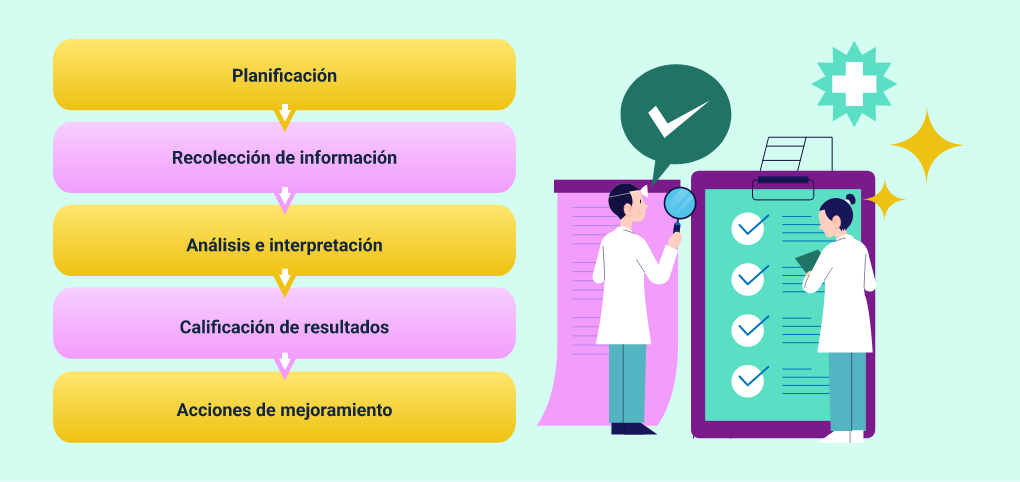 Planificación
Recolección de información
Análisis e interpretación
Calificación de resultados
Acciones de mejoramiento